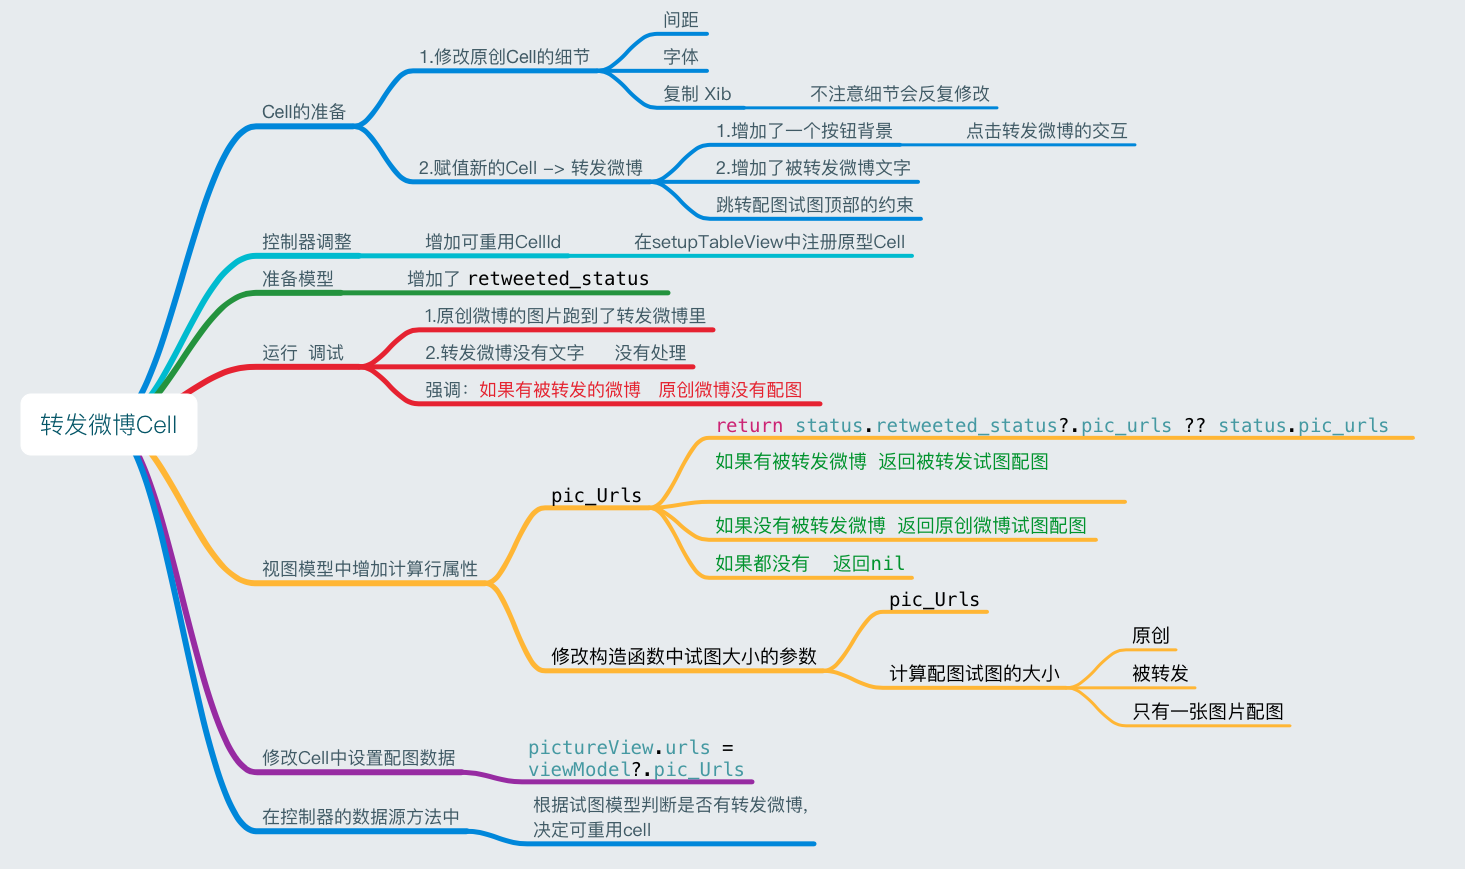 转发微博Cell
Cell的准备
1.修改原创Cell的细节
间距
字体
复制 Xib
不注意细节会反复修改
2.赋值新的Cell -> 转发微博
1.增加了一个按钮背景
点击转发微博的交互
2.增加了被转发微博文字
跳转配图试图顶部的约束
控制器调整
增加可重用CellId
在setupTableView中注册原型Cell
准备模型
增加了 retweeted_status
运行 调试
1.原创微博的图片跑到了转发微博里
2.转发微博没有文字 没有处理
强调：如果有被转发的微博 原创微博没有配图
视图模型中增加计算行属性
pic_Urls
return status.retweeted_status?.pic_urls ?? status.pic_urls
如果有被转发微博 返回被转发试图配图
如果没有被转发微博 返回原创微博试图配图
如果都没有 返回nil
修改构造函数中试图大小的参数
pic_Urls
计算配图试图的大小
原创
被转发
只有一张图片配图
修改Cell中设置配图数据
pictureView.urls =
viewModel?.pic_Urls
在控制器的数据源方法中
根据试图模型判断是否有转发微博，
决定可重用cell